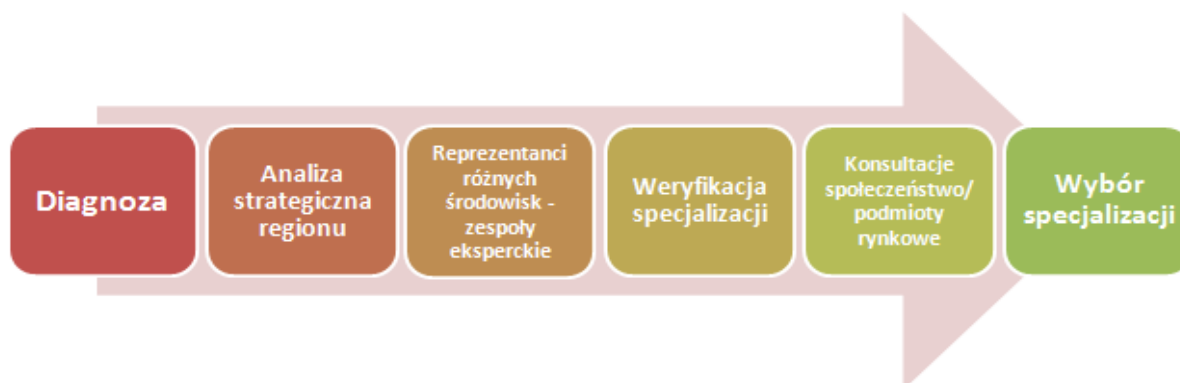 Diagnoza
Analiza
strategiczna
regionu
Reprezentanci
różnych
środowisk -
zespoły
eksperckie
Weryfikacja
specjalizacji
Konsultacje
społeczeństwo/
podmioty
rynkowe
Wybór
specjalizacji